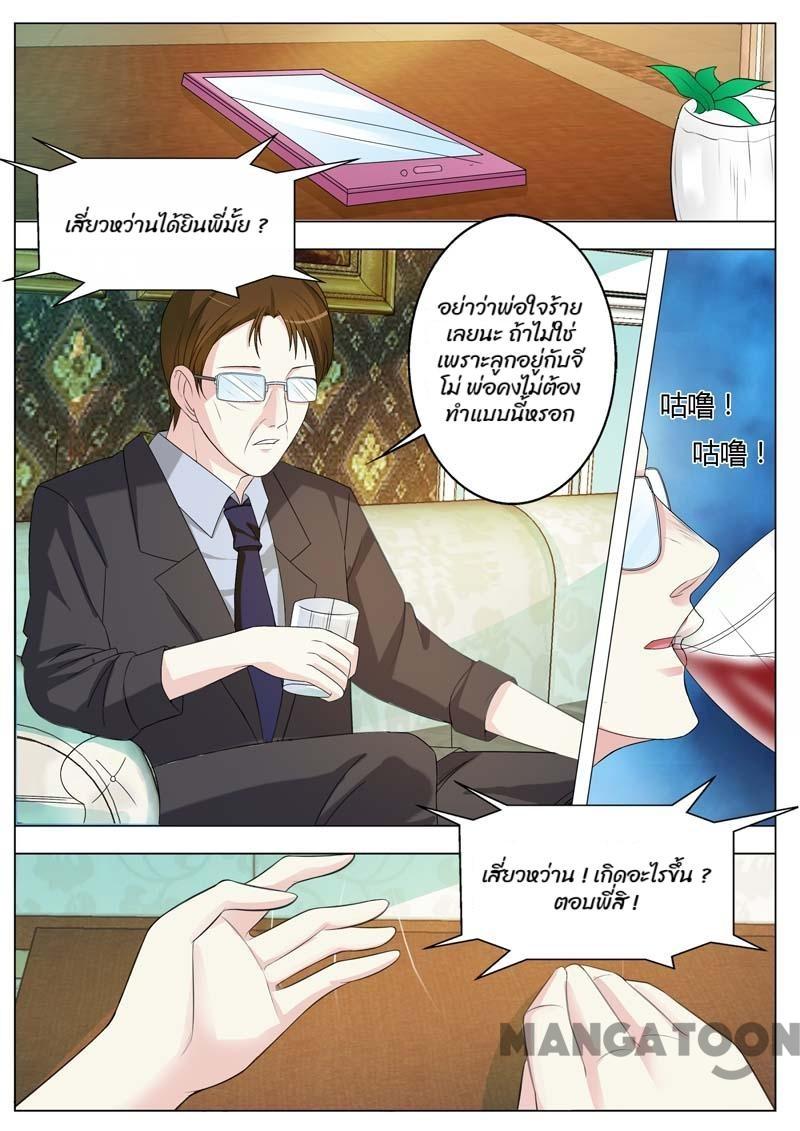 เสี่ยวหว่านได้ยินพี่มั้ย ?
อย่าว่าพ่อใจร้าย
เลยนะ ถ้าไม่ใช่
เพราะลูกอยู่กับจี
โม่ พ่อคงไม่ต้อง
ทำแบบนี้หรอก
咕噜！
咕噜！
เสี่ยวหว่าน ! เกิดอะไรขึ้น ?
ตอบพี่สิ !
MANGATOON